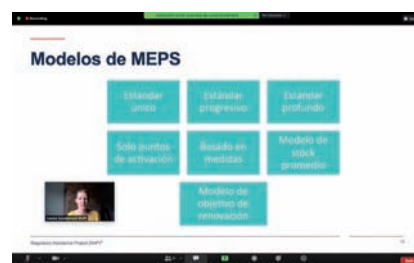 Modelos de MEPS
Estándar
único
Estándar
progresivo
Estándar
profundo
Solo puntos
de activación
Basado en
medidas
Modelo de
stock
promedio
Modelo de
objetivo de
renovación
Regulatory Assistance Project (RAP)®